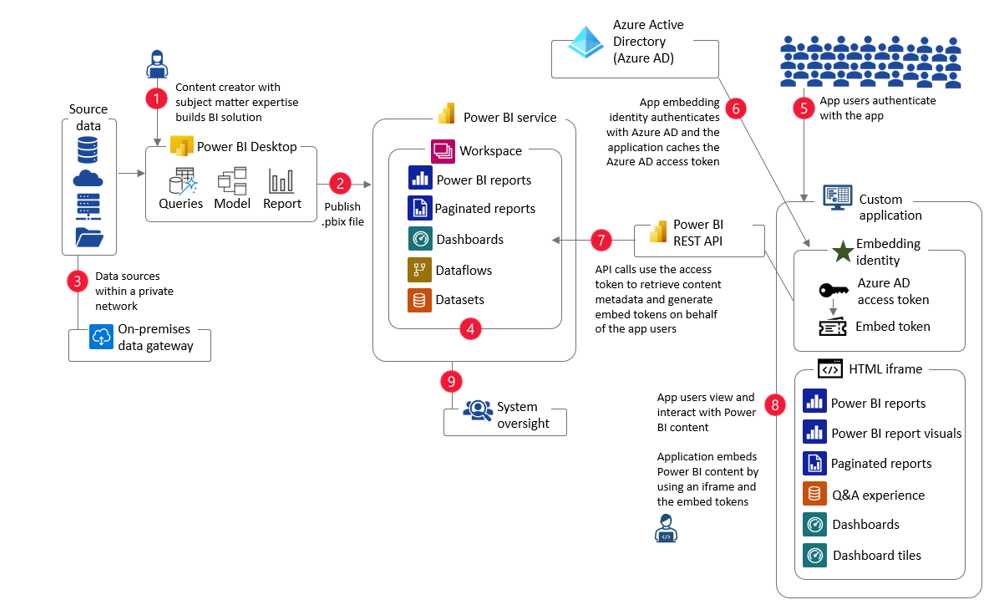 Azure Active
Directory
(Azure AD)
1
Content creator with
subject matter expertise
builds BI solution
Source
data
Power BI Desktop
Queries
Model
Report
2
Publish
.pbix file
3
Data sources
within a private
network
On-premises
data gateway
Power BI service
Workspace
Power BI reports
Paginated reports
Dashboards
Dataflows
Datasets
4
9
System
oversight
6
App embedding
identity authenticates
with Azure AD and the
application caches the
Azure AD access token
5
App users authenticate
with the app
7
Power BI
REST API
API calls use the access
token to retrieve content
metadata and generate
embed tokens on behalf
of the app users
Custom
application
Embedding
identity
Azure AD
access token
Embed token
8
App users view and
interact with Power
BI content
Application embeds
Power BI content by
using an iframe and
the embed tokens
HTML iframe
Power BI reports
Power BI report visuals
Paginated reports
Q&A experience
Dashboards
Dashboard tiles